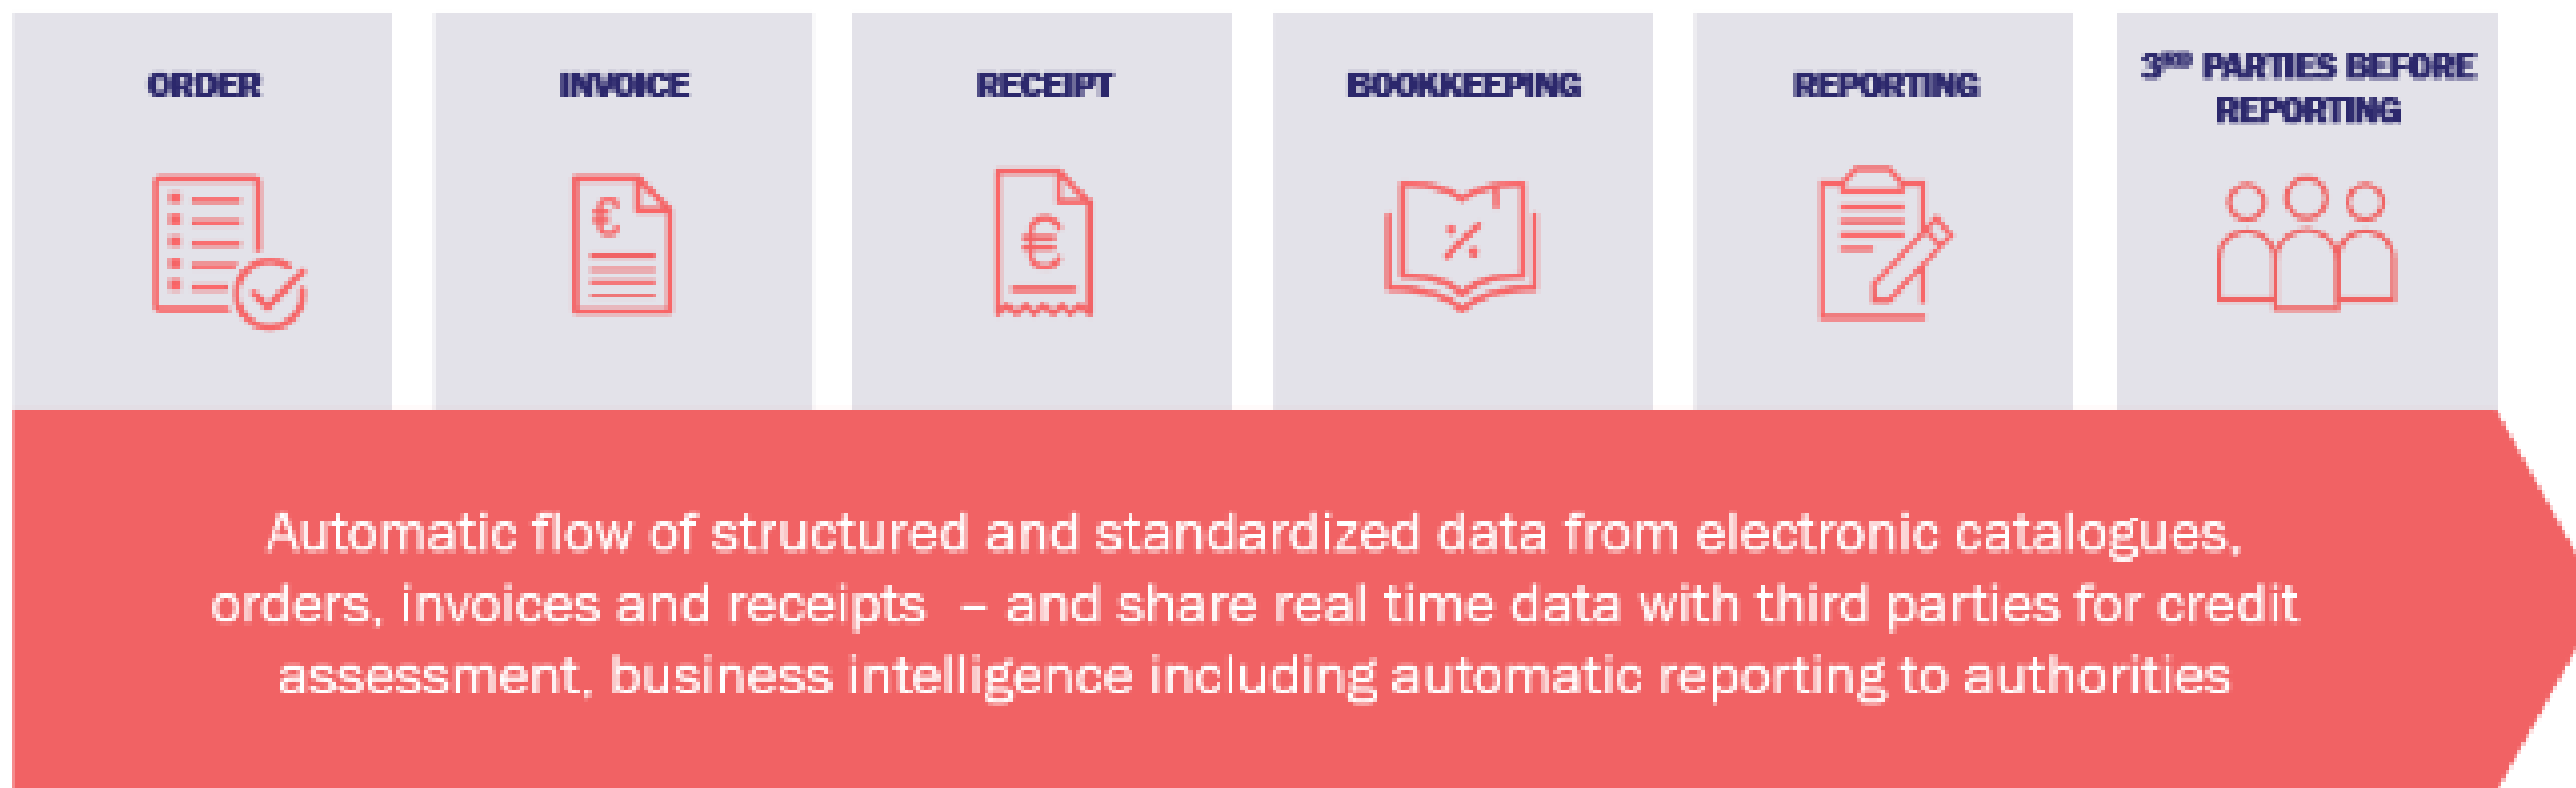 ORDER
INVOICE
RECEIPT
BOOKKEEPING
REPORTING
3RD PARTIES BEFORE
REPORTING
€
€
%
Automatic flow of structured and standardized data from electronic catalogues,
orders, invoices and receipts – and share real time data with third parties for credit
assessment, business intelligence including automatic reporting to authorities